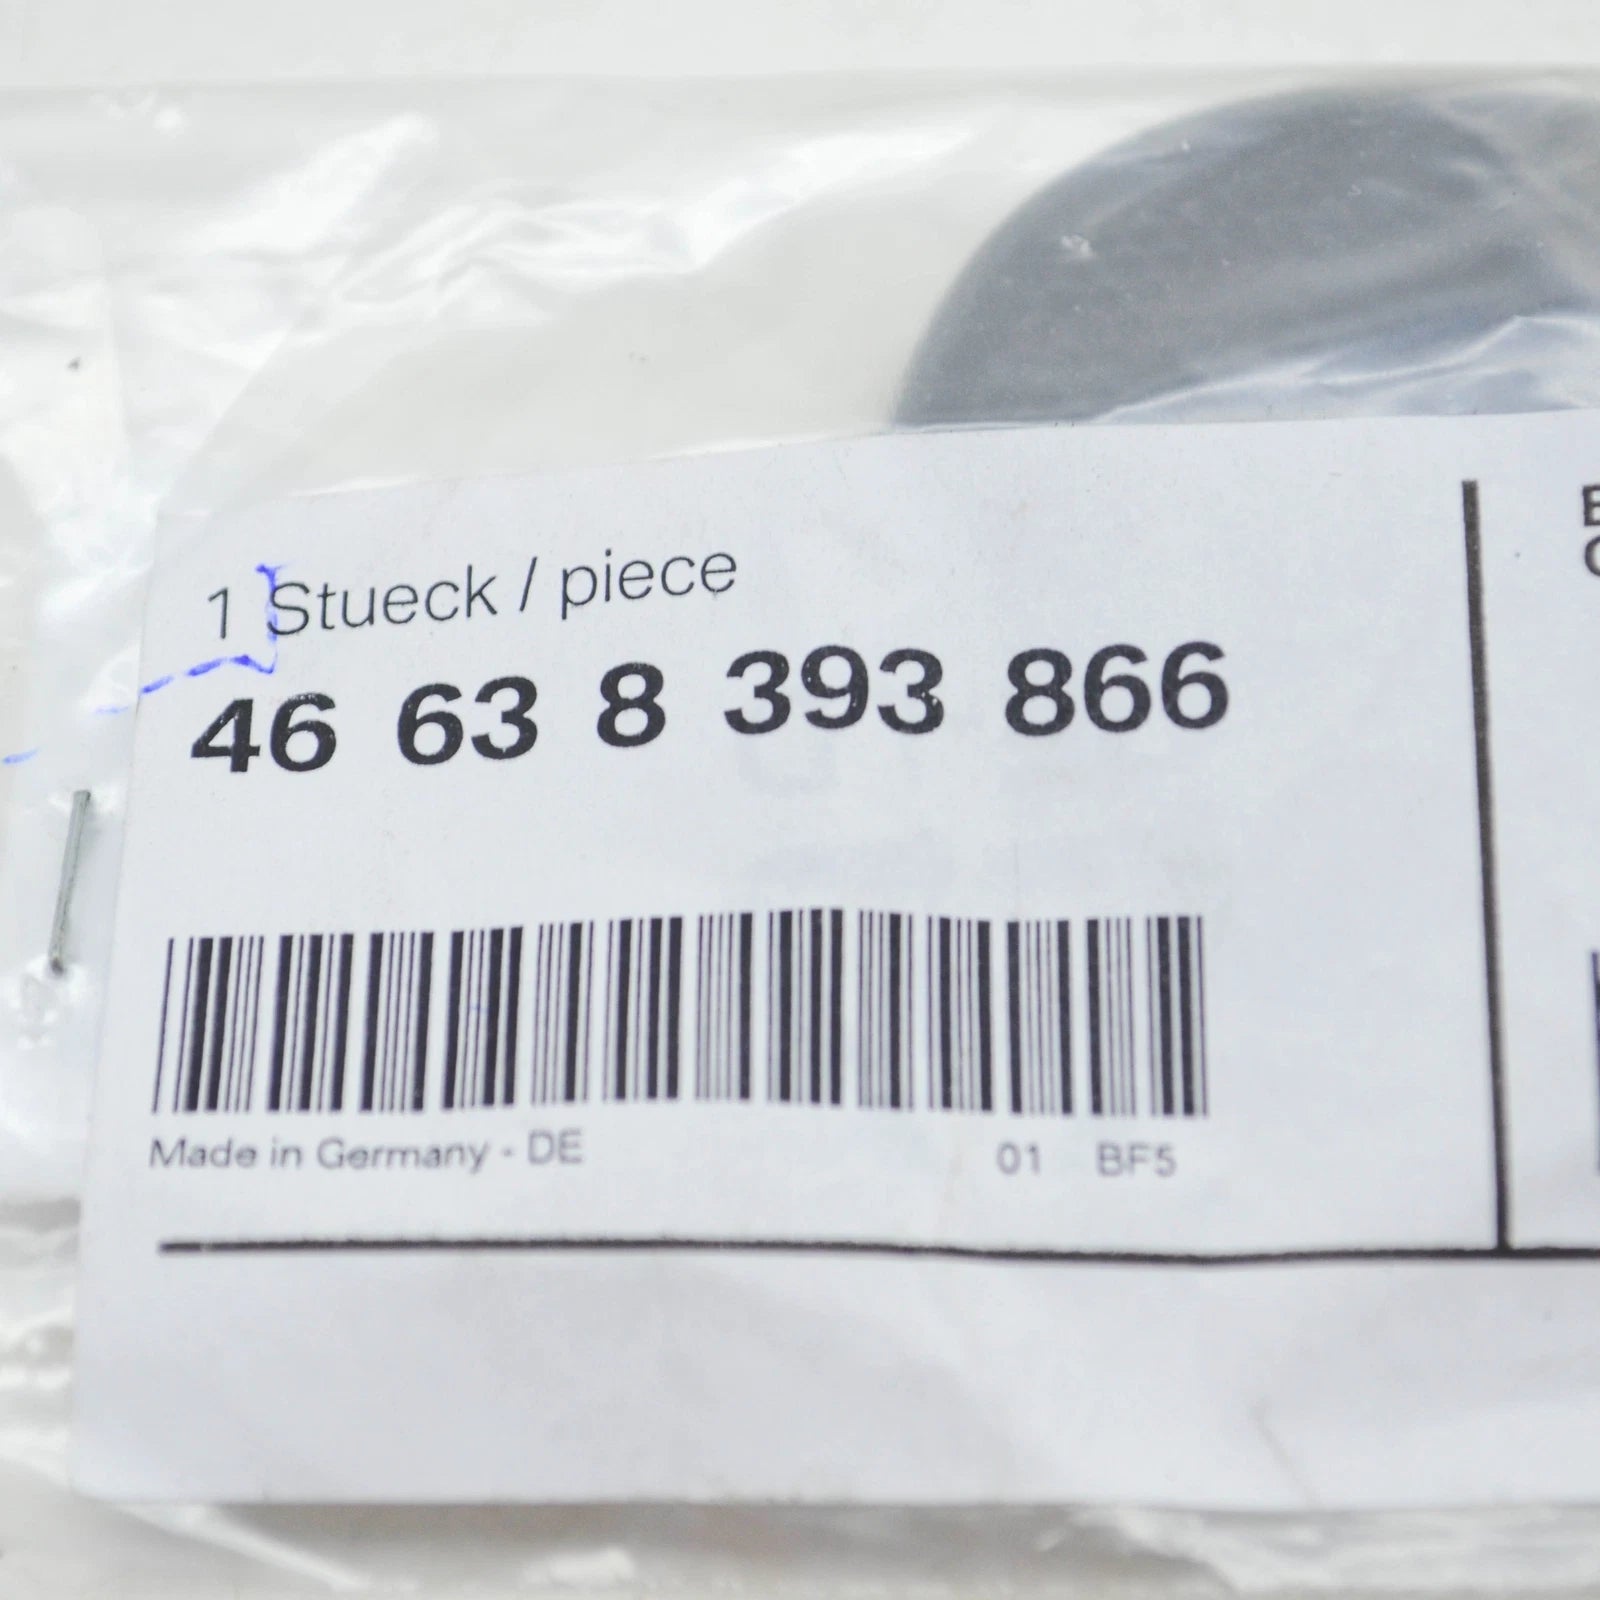 1 Stueck / piece
46 63 8 393 866
Made in Germany - DE
01 BF5